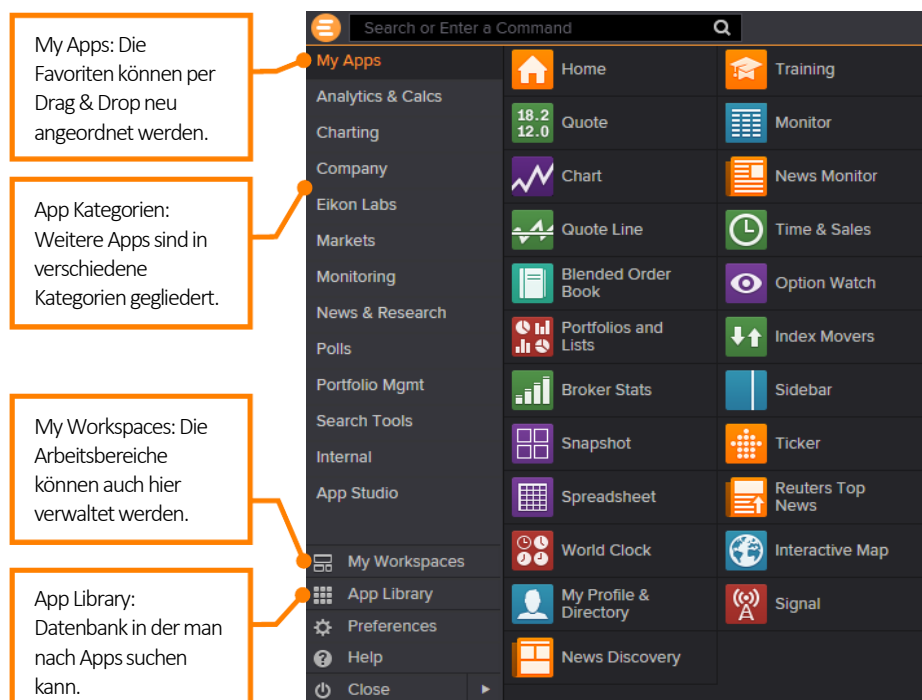 My Apps: Die
Favoriten können per
Drag & Drop neu
angeordnet werden.
App Kategorien:
Weitere Apps sind in
verschiedene
Kategorien gegliedert.
My Workspaces: Die
Arbeitsbereiche
können auch hier
verwaltet werden.
App Library:
Datenbank in der man
nach Apps suchen
kann.
Search or Enter a Command
My Apps
Analytics & Calcs
Charting
Company
Eikon Labs
Markets
Monitoring
News & Research
Polls
Portfolio Mgmt
Search Tools
Internal
App Studio
My Workspaces
App Library
Preferences
Help
Close
Home
18.2
12.0
Quote
Chart
Quote Line
Blended Order
Book
Portfolios and
Lists
Broker Stats
Snapshot
Spreadsheet
World Clock
My Profile &
Directory
News Discovery
Training
Monitor
News Monitor
Time & Sales
Option Watch
Index Movers
Sidebar
Ticker
Reuters Top
News
Interactive Map
Signal